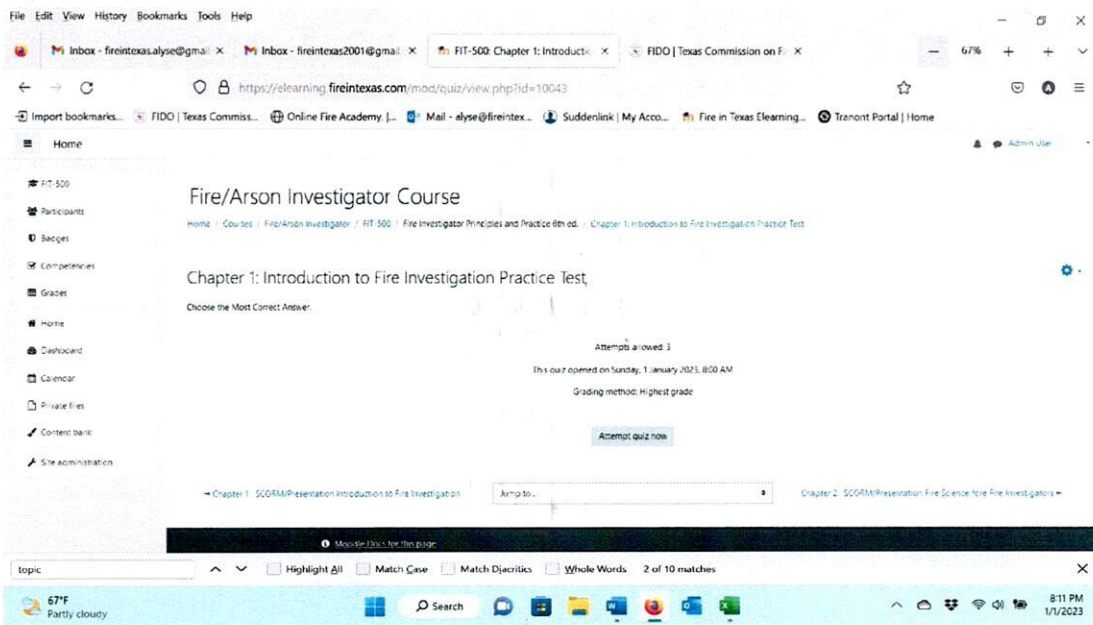 File Edit View History Bookmarks Tools Help
Inbox - fireintexas.alyse@gmai
Inbox - fireintexas2001@gmai
FIT-500: Chapter 1: Introductio
FIDO | Texas Commission on F
67%
https://elearning.fireintexas.com/mod/quiz/view.php?id=10043
Import bookmarks... FIDO | Texas Commiss... Online Fire Academy, |... Mail - alyse@fireintex... Suddenlink | My Acco... Fire in Texas Elearning... Tranont Portal | Home
Home
Admin User
FIT-500
Participants
Badges
Competencies
Grades
Home
Dashboard
Calendar
Private files
Content bank
Site administration
Fire/Arson Investigator Course
Home / Courses / Fire/Arson Investigator / FIT-500 / Fire Investigator Principles and Practice 6th ed. / Chapter 1: Introduction to Fire Investigation Practice Test
Chapter 1: Introduction to Fire Investigation Practice Test
Choose the Most Correct Answer.
Attempts allowed: 3
This quiz opened on Sunday, 1 January 2023, 8:00 AM
Grading method: Highest grade
Attempt quiz now
Chapter 1: SCORM/Presentation Introduction to Fire Investigation
Jump to...
Chapter 2: SCORM/Presentation Fire Science fore Fire Investigators
Moodle Docs for this page
topic
Highlight All Match Case Match Diacritics Whole Words 2 of 10 matches
67°F
Partly cloudy
Search
8:11 PM
1/1/2023